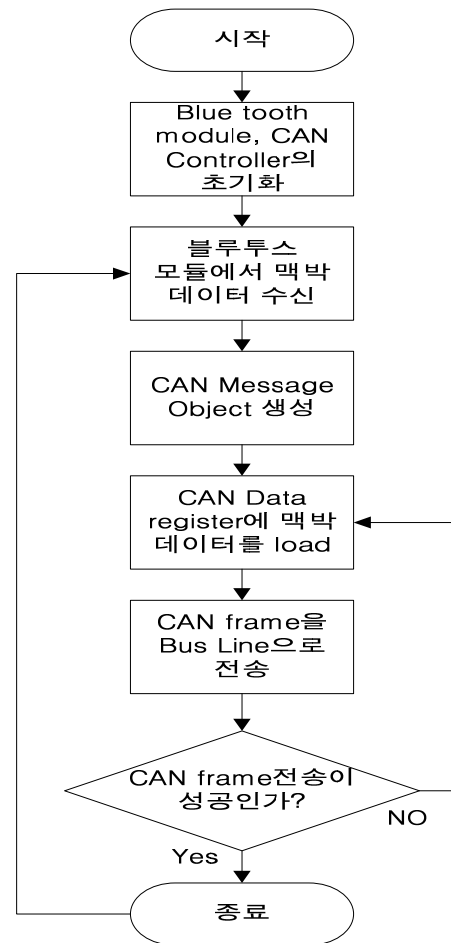 시작
Blue tooth
module, CAN
Controller의
초기화
블루투스
모듈에서 맥박
데이터 수신
CAN Message
Object 생성
CAN Data
register에 맥박
데이터를 load
CAN frame을
Bus Line으로
전송
CAN frame전송이
성공인가?
NO
Yes
종료